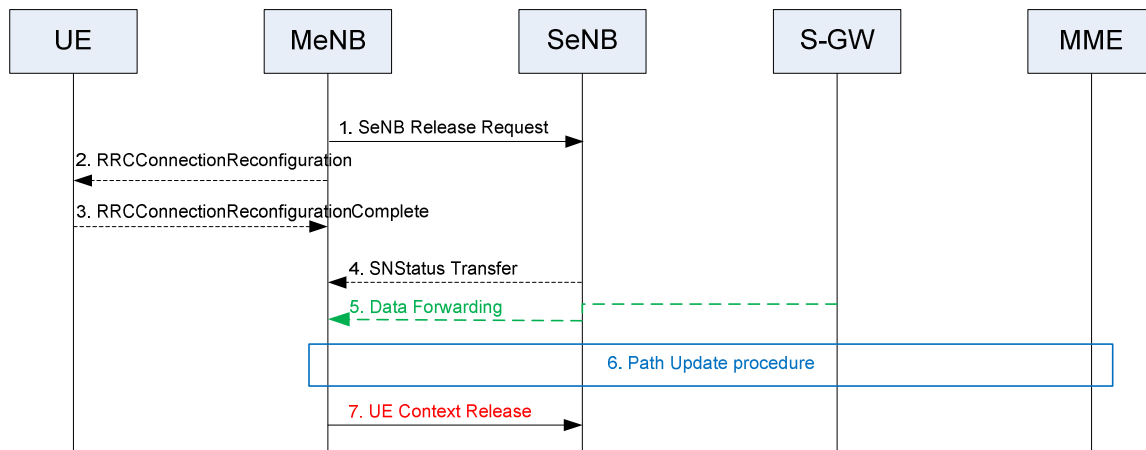 UE
MeNB
SeNB
S-GW
MME
1. SeNB Release Request
2. RRCConnectionReconfiguration
3. RRCConnectionReconfigurationComplete
4. SNStatus Transfer
5. Data Forwarding
6. Path Update procedure
7. UE Context Release